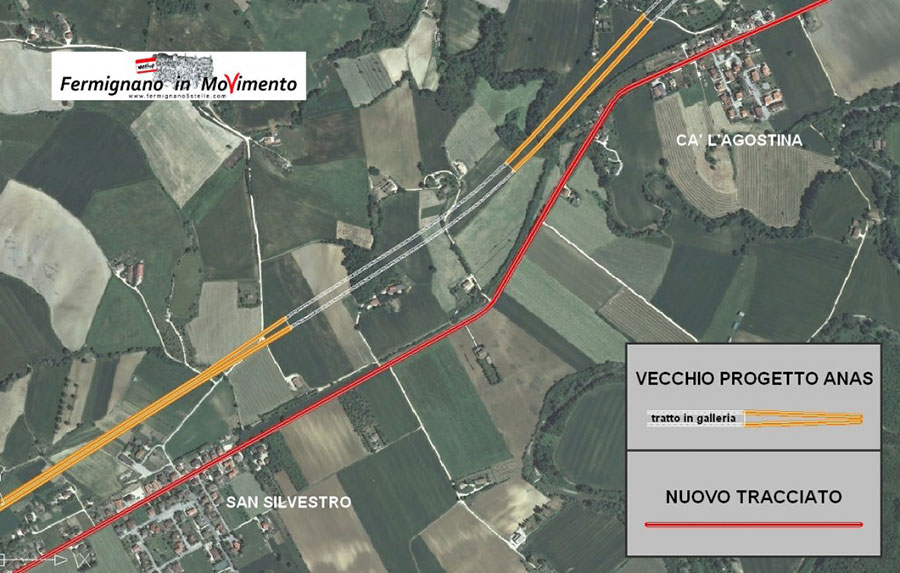 Fermignano in MoVimento
www.fermignano5stelle.com
CA' L'AGOSTINA
SAN SILVESTRO
VECCHIO PROGETTO ANAS
tratto in galleria
NUOVO TRACCIATO